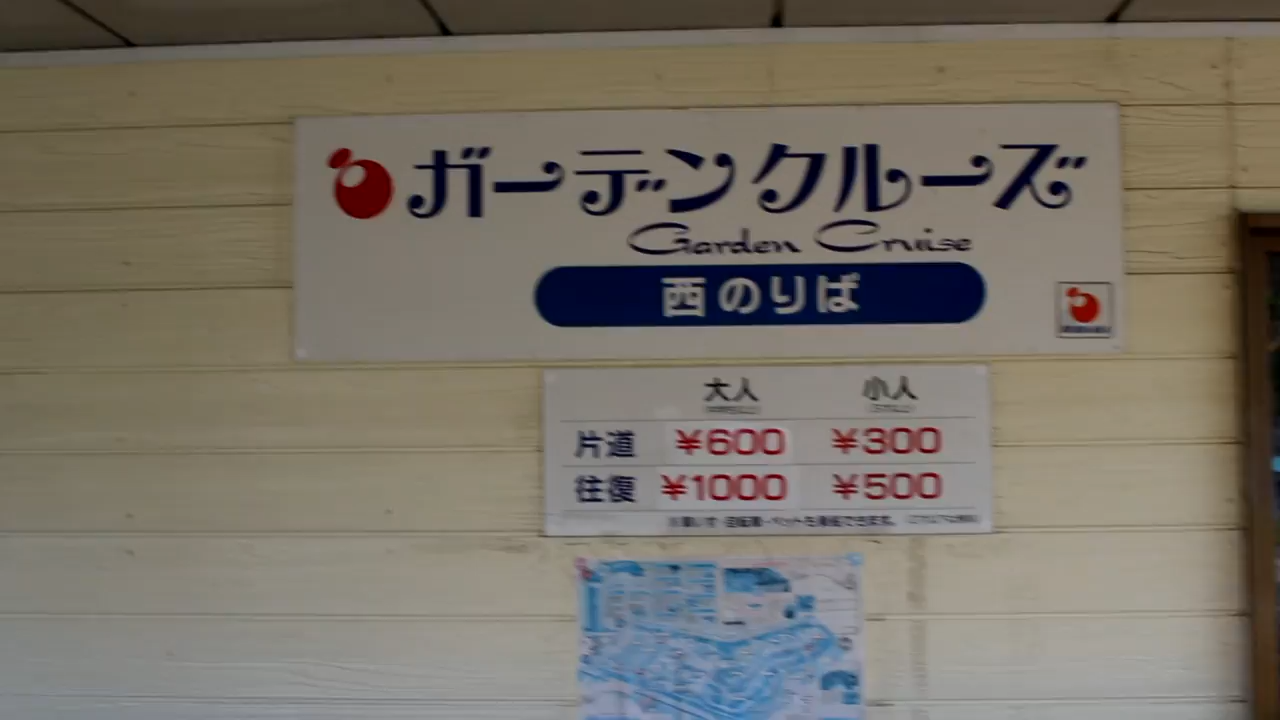 ガーデンクルーズ
Garden Cruise
西のりば
大人 小人
片道 ¥600 ¥300
往復 ¥1000 ¥500